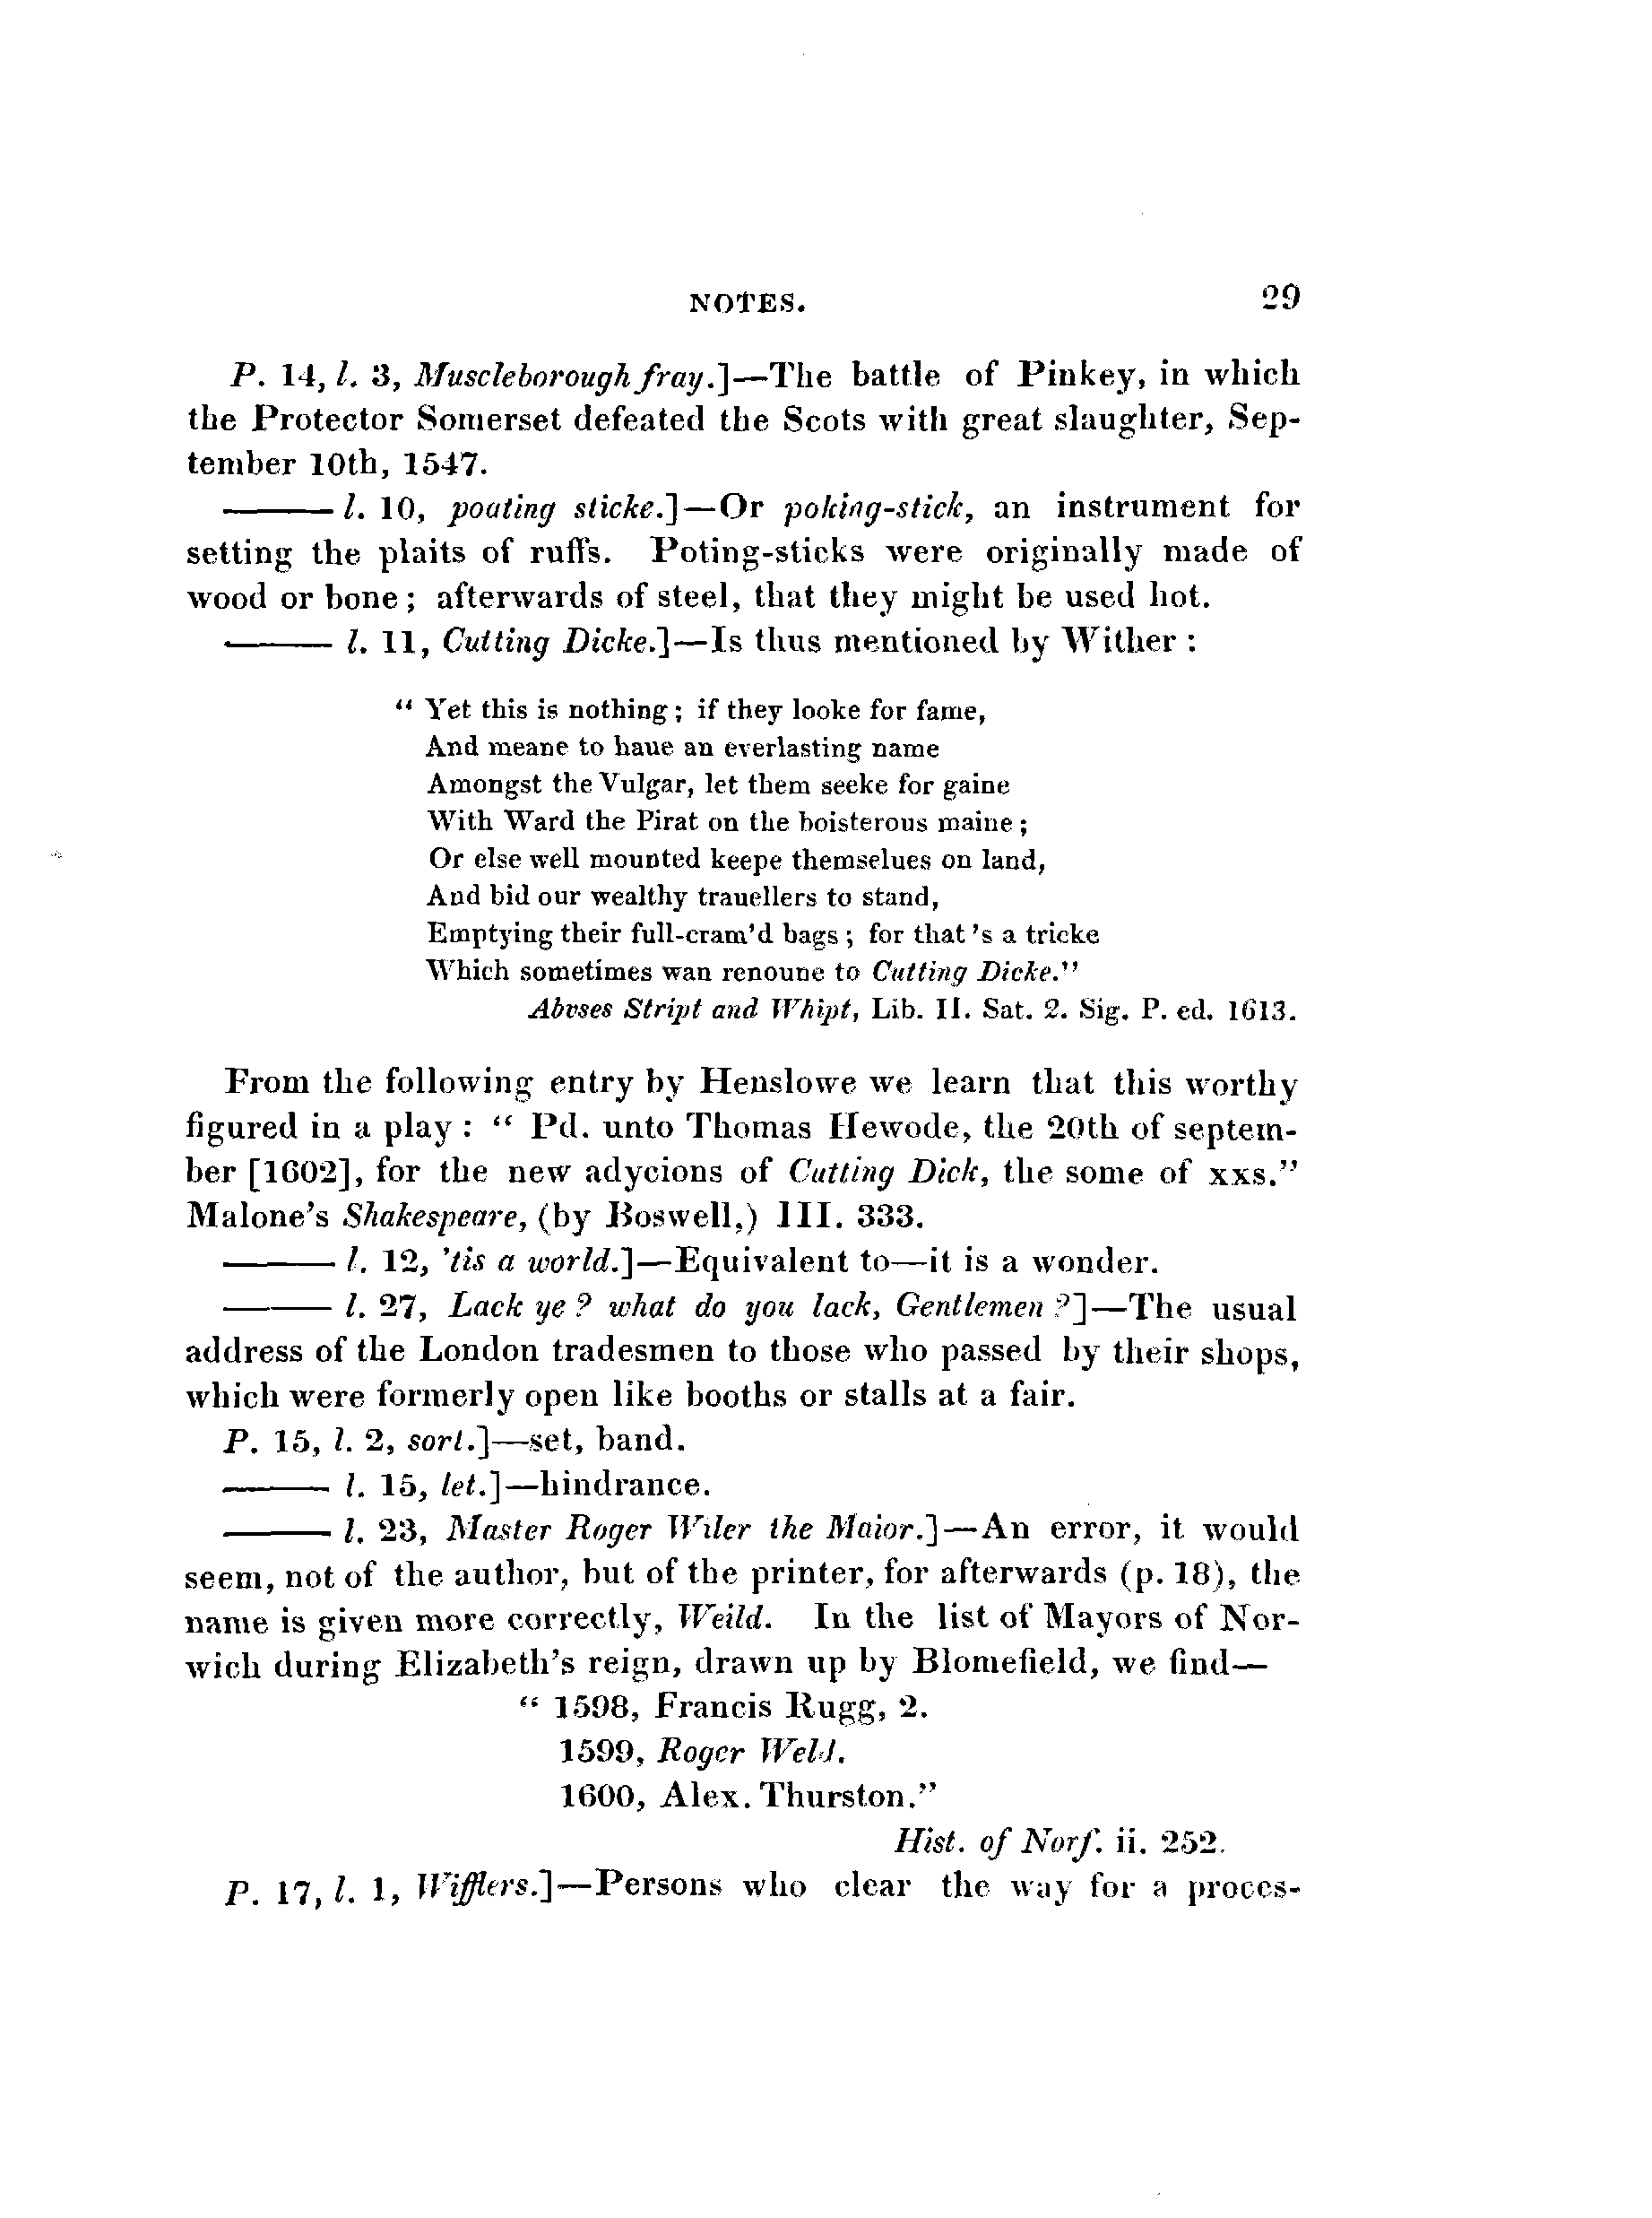 NOTES. 29
P. 14, l. 3, Muscleborough fray.]—The battle of Pinkey, in which
the Protector Somerset defeated the Scots with great slaughter, Sep-
tember 10th, 1547.
——— l. 10, poating sticke.]—Or poking-stick, an instrument for
setting the plaits of ruffs. Poting-sticks were originally made of
wood or bone; afterwards of steel, that they might be used hot.
——— l. 11, Cutting Dicke.]—Is thus mentioned by Wither:
“ Yet this is nothing; if they looke for fame,
And meane to haue an everlasting name
Amongst the Vulgar, let them seeke for gaine
With Ward the Pirat on the boisterous maine;
Or else well mounted keepe themselues on land,
And bid our wealthy trauellers to stand,
Emptying their full-cram'd bags; for that's a tricke
Which sometimes wan renoune to Cutting Dicke.”
Abvses Stript and Whipt, Lib. II. Sat. 2. Sig. P. ed. 1613.
From the following entry by Henslowe we learn that this worthy
figured in a play: “ Pd. unto Thomas Hewode, the 20th of septem-
ber [1602], for the new adycions of Cutting Dick, the some of xxs.”
Malone's Shakespeare, (by Boswell,) III. 333.
——— l. 12, 'tis a world.]—Equivalent to—it is a wonder.
——— l. 27, Lack ye? what do you lack, Gentlemen?]—The usual
address of the London tradesmen to those who passed by their shops,
which were formerly open like booths or stalls at a fair.
P. 15, l. 2, sort.]—set, band.
——— l. 15, let.]—hindrance.
——— l. 23, Master Roger Wiler the Maior.]—An error, it would
seem, not of the author, but of the printer, for afterwards (p. 18), the
name is given more correctly, Weild. In the list of Mayors of Nor-
wich during Elizabeth's reign, drawn up by Blomefield, we find—
“ 1598, Francis Rugg, 2.
1599, Roger Weld.
1600, Alex. Thurston.”
Hist. of Norf. ii. 252.
P. 17, l. 1, Wifflers.]—Persons who clear the way for a proces-